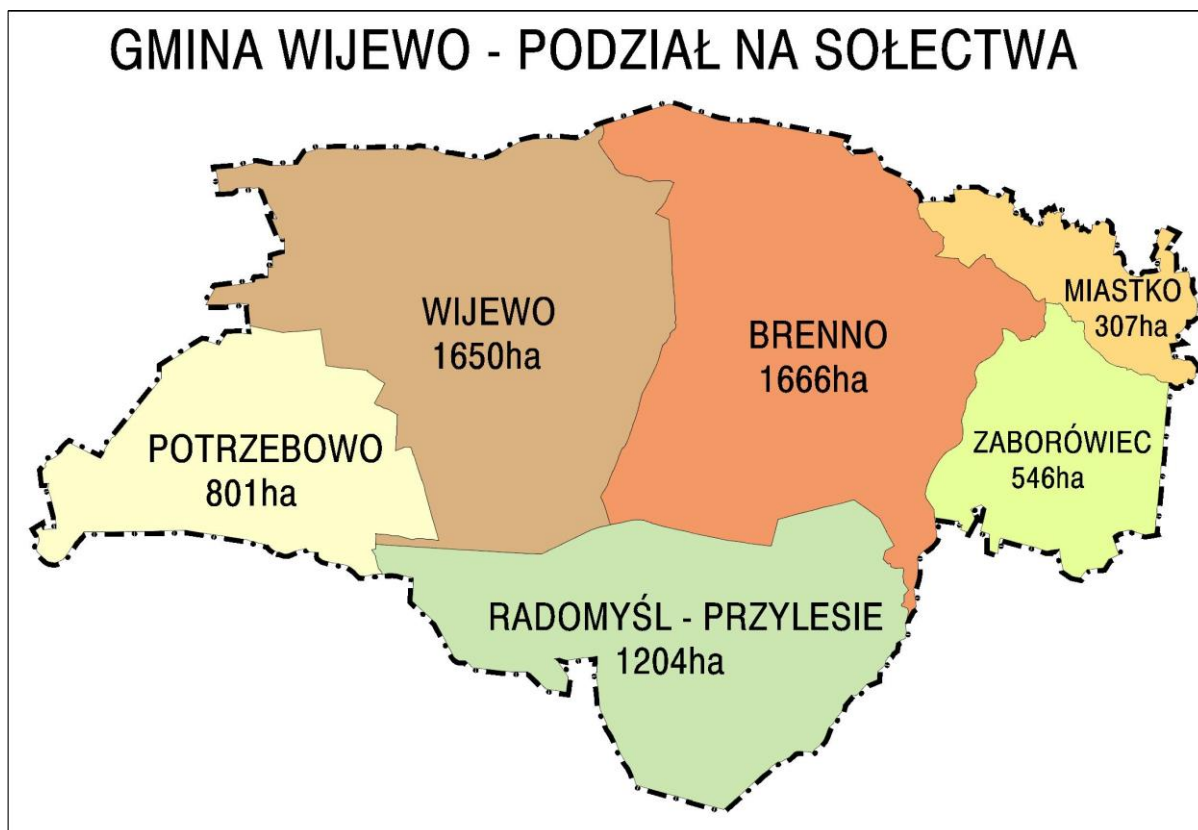 GMINA WIJEWO - PODZIAŁ NA SOŁECTWA
WIJEWO
1650ha
BRENNO
1666ha
MIASTKO
307ha
POTRZEBOWO
801ha
ZABORÓWIEC
546ha
RADOMYŚL - PRZYLESIE
1204ha